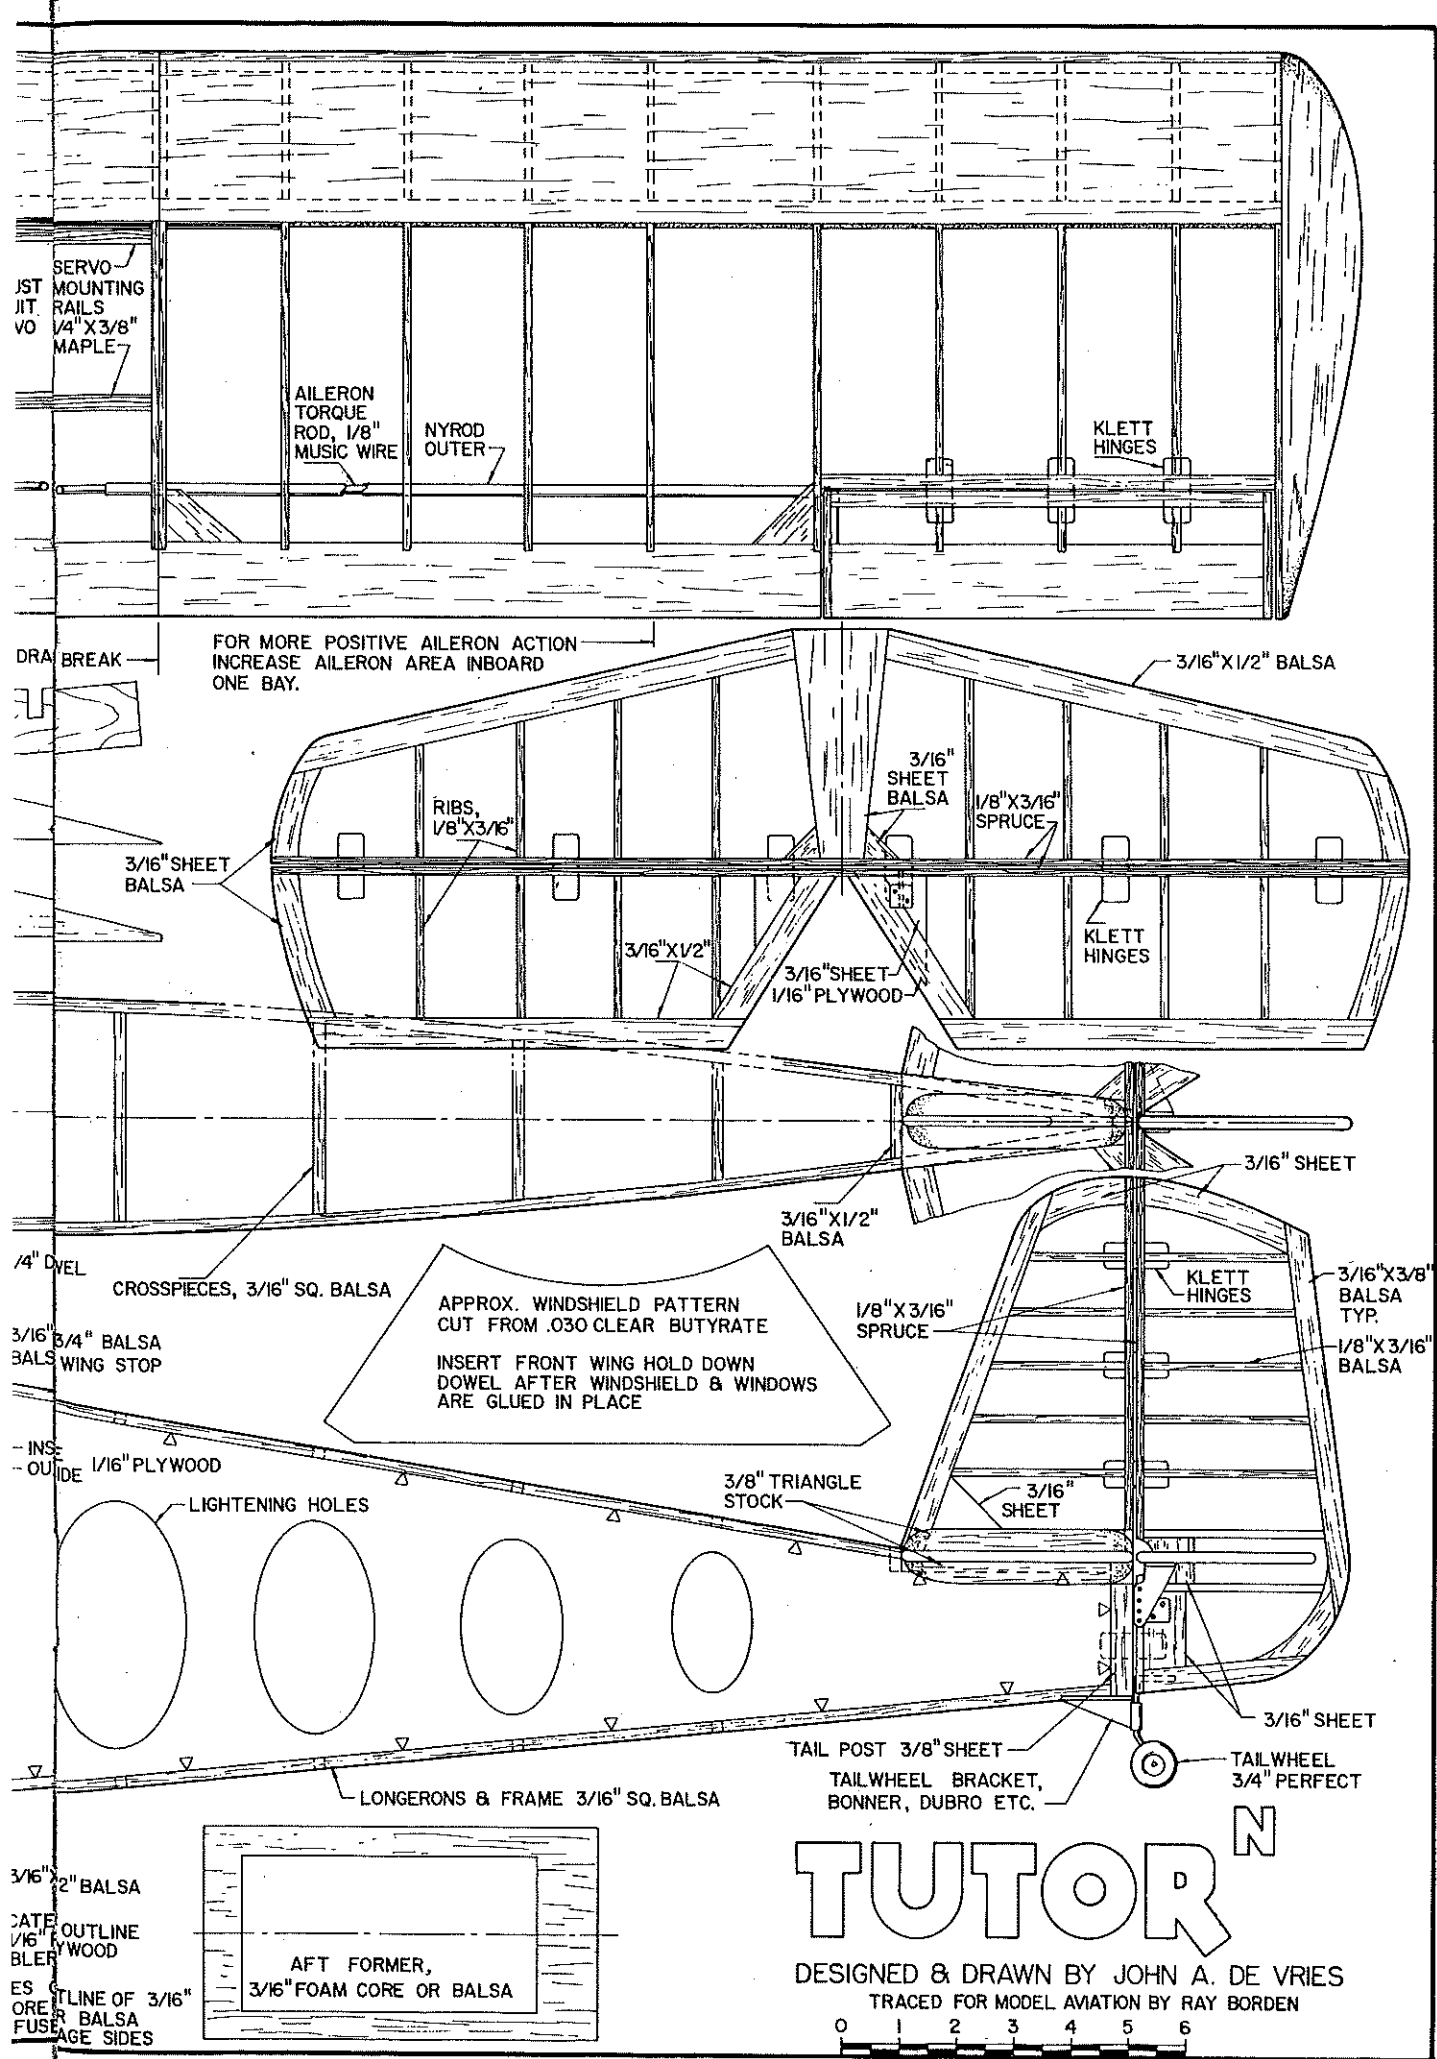 SERVO
MOUNTING
RAILS
1/4"X3/8"
MAPLE
AILERON
TORQUE
ROD, 1/8"
MUSIC WIRE
NYROD
OUTER
KLETT
HINGES
BREAK
FOR MORE POSITIVE AILERON ACTION
INCREASE AILERON AREA INBOARD
ONE BAY.
3/16"X1/2" BALSA
3/16"
SHEET
BALSA
1/8"X3/16"
SPRUCE
RIBS,
1/8"X3/16"
3/16" SHEET
BALSA
3/16"X1/2"
3/16" SHEET
1/16" PLYWOOD
KLETT
HINGES
3/16" SHEET
3/16"X1/2"
BALSA
CROSSPIECES, 3/16" SQ. BALSA
APPROX. WINDSHIELD PATTERN
CUT FROM .030 CLEAR BUTYRATE
INSERT FRONT WING HOLD DOWN
DOWEL AFTER WINDSHIELD & WINDOWS
ARE GLUED IN PLACE
1/8"X3/16"
SPRUCE
KLETT
HINGES
3/16"X3/8"
BALSA
TYP.
1/8"X3/16"
BALSA
3/4" BALSA
WING STOP
1/16" PLYWOOD
LIGHTENING HOLES
3/8" TRIANGLE
STOCK
3/16"
SHEET
3/16" SHEET
TAIL POST 3/8" SHEET
TAILWHEEL BRACKET,
BONNER, DUBRO ETC.
TAILWHEEL
3/4" PERFECT
LONGERONS & FRAME 3/16" SQ. BALSA
BALSA
OUTLINE
OF 3/16"
BALSA
SIDES
AFT FORMER,
3/16" FOAM CORE OR BALSA
TUTOR N
DESIGNED & DRAWN BY JOHN A. DE VRIES
TRACED FOR MODEL AVIATION BY RAY BORDEN
0 1 2 3 4 5 6